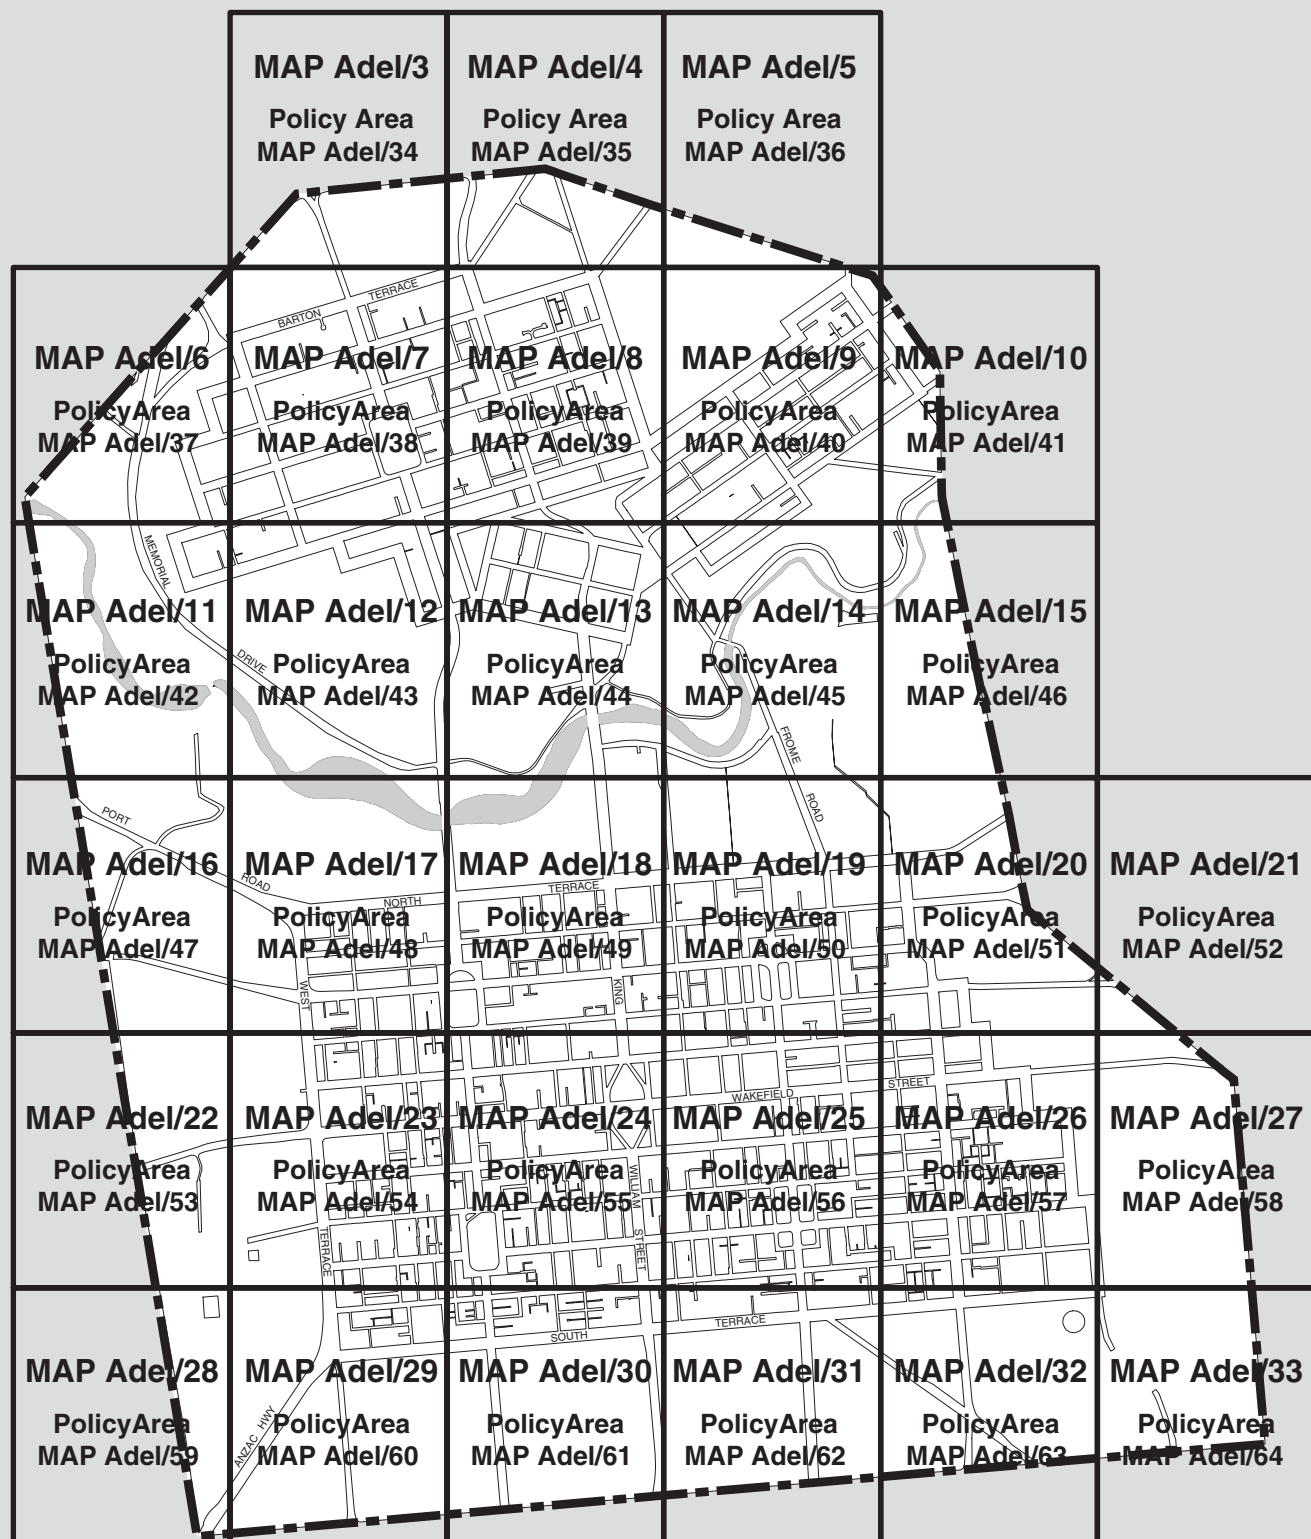 MAP Adel/3
Policy Area
MAP Adel/34
MAP Adel/4
Policy Area
MAP Adel/35
MAP Adel/5
Policy Area
MAP Adel/36
MAP Adel/6
PolicyArea
MAP Adel/37
BARTON
TERRACE
MAP Adel/7
PolicyArea
MAP Adel/38
MAP Adel/8
PolicyArea
MAP Adel/39
MAP Adel/9
PolicyArea
MAP Adel/40
MAP Adel/10
PolicyArea
MAP Adel/41
MEMORIAL
MAP Adel/11
PolicyArea
MAP Adel/42
DRIVE
MAP Adel/12
PolicyArea
MAP Adel/43
MAP Adel/13
PolicyArea
MAP Adel/44
MAP Adel/14
PolicyArea
MAP Adel/45
FROME
ROAD
MAP Adel/15
PolicyArea
MAP Adel/46
PORT
ROAD
MAP Adel/16
PolicyArea
MAP Adel/47
MAP Adel/17
NORTH
PolicyArea
MAP Adel/48
WEST
MAP Adel/18
TERRACE
PolicyArea
MAP Adel/49
KING
MAP Adel/19
PolicyArea
MAP Adel/50
MAP Adel/20
PolicyArea
MAP Adel/51
MAP Adel/21
PolicyArea
MAP Adel/52
MAP Adel/22
PolicyArea
MAP Adel/53
MAP Adel/23
PolicyArea
MAP Adel/54
TERRACE
MAP Adel/24
PolicyArea
MAP Adel/55
WILLIAM
STREET
WAKEFIELD
STREET
MAP Adel/25
PolicyArea
MAP Adel/56
MAP Adel/26
PolicyArea
MAP Adel/57
MAP Adel/27
PolicyArea
MAP Adel/58
MAP Adel/28
PolicyArea
MAP Adel/59
MAP Adel/29
PolicyArea
MAP Adel/60
ANZAC HWY
SOUTH
TERRACE
MAP Adel/30
PolicyArea
MAP Adel/61
MAP Adel/31
PolicyArea
MAP Adel/62
MAP Adel/32
PolicyArea
MAP Adel/63
MAP Adel/33
PolicyArea
MAP Adel/64